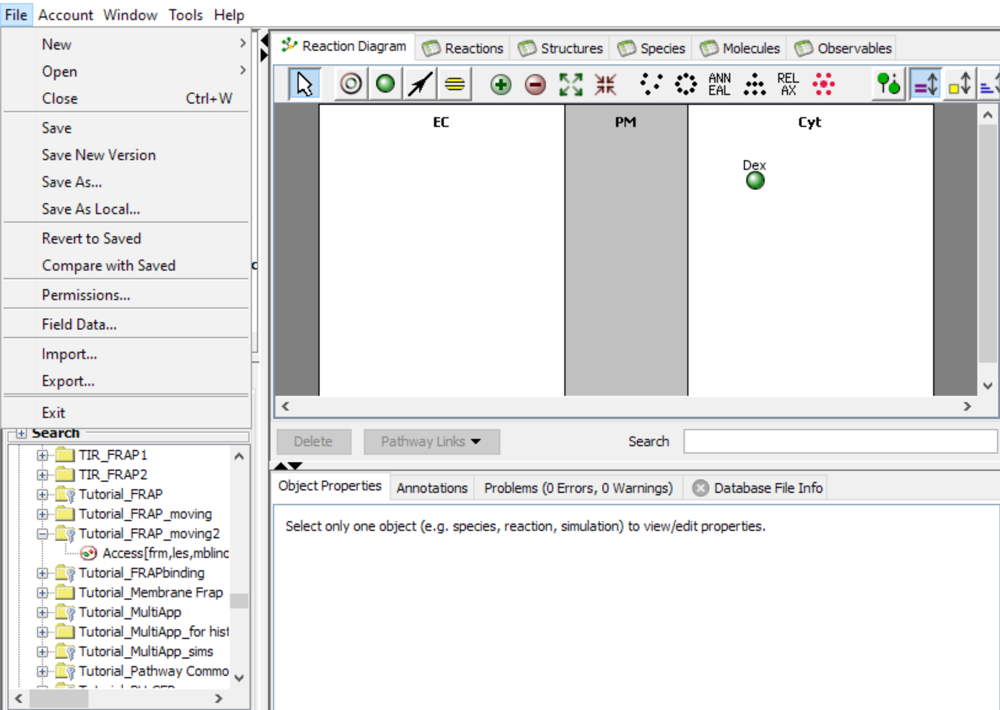 File Account Window Tools Help
New
Open
Close Ctrl+W
Save
Save New Version
Save As...
Save As Local...
Revert to Saved
Compare with Saved
Permissions...
Field Data...
Import...
Export...
Exit
Reaction Diagram Reactions Structures Species Molecules Observables
ANN EAL REL AX
EC PM Cyt
Dex
Delete Pathway Links Search
Search
TIR_FRAP1
TIR_FRAP2
Tutorial_FRAP
Tutorial_FRAP_moving
Tutorial_FRAP_moving2
Access[frm,les,mblinc
Tutorial_FRAPbinding
Tutorial_Membrane Frap
Tutorial_MultiApp
Tutorial_MultiApp_for hist
Tutorial_MultiApp_sims
Tutorial_Pathway Commo
Object Properties Annotations Problems (0 Errors, 0 Warnings) Database File Info
Select only one object (e.g. species, reaction, simulation) to view/edit properties.